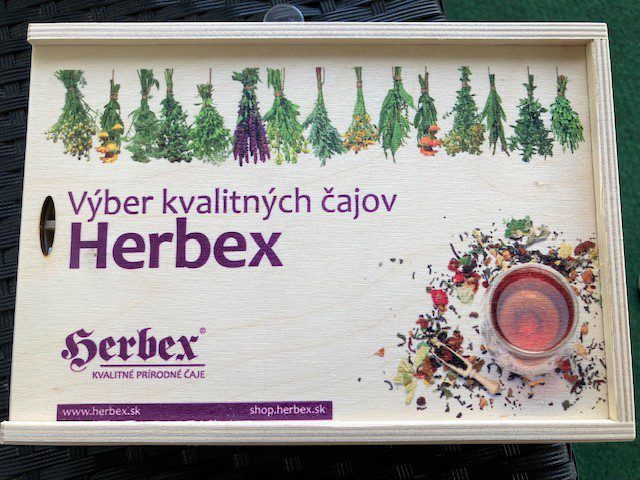 Výber kvalitných čajov
Herbex
Herbex®
KVALITNÉ PRÍRODNÉ ČAJE
www.herbex.sk shop.herbex.sk